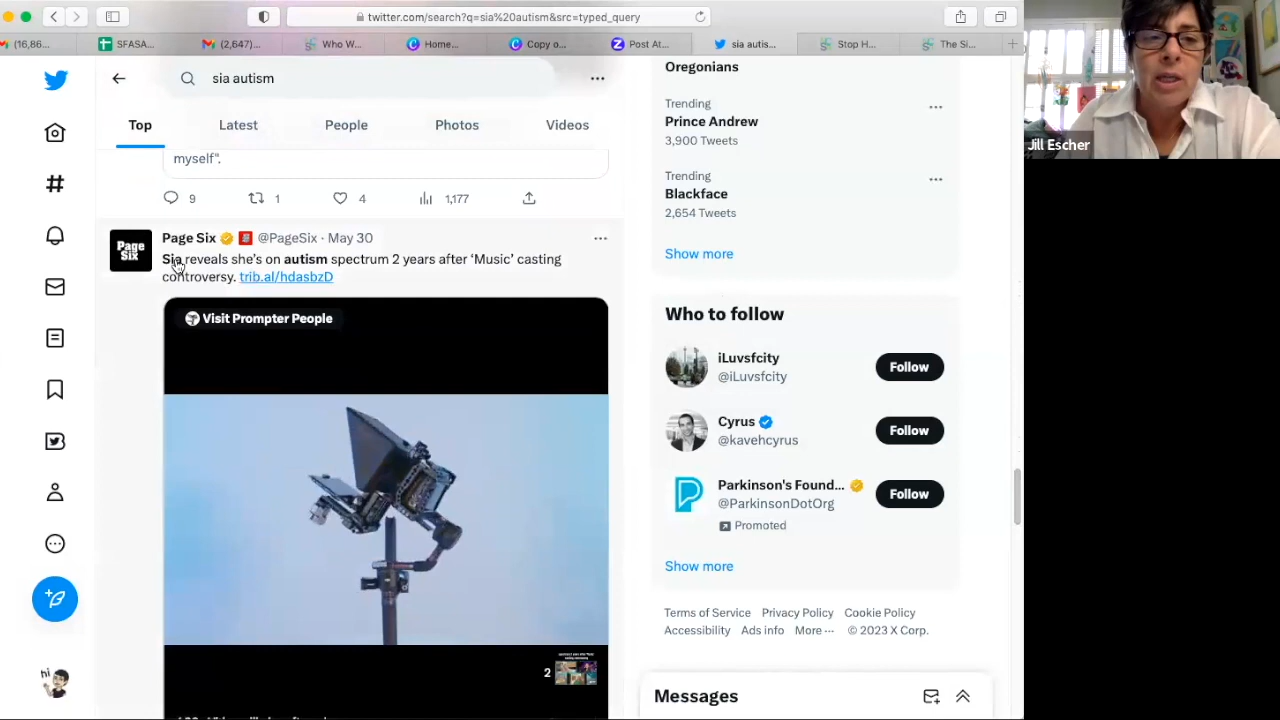 twitter.com/search?q=sia%20autism&src=typed_query
(16,86...
SFASA...
(2,647)...
Who W...
Home...
Copy o...
Post At...
sia autis...
Stop H...
The Si...
sia autism
Top
Latest
People
Photos
Videos
myself".
9
1
4
1,177
Page Six @PageSix · May 30
Page
Six
Sia reveals she's on autism spectrum 2 years after 'Music' casting
controversy. trib.al/hdasbzD
Visit Prompter People
2
hi
Oregonians
Trending
Prince Andrew
3,900 Tweets
Trending
Blackface
2,654 Tweets
Show more
Who to follow
iLuvsfcity
@iLuvsfcity
Follow
Cyrus
@kavehcyrus
Follow
Parkinson's Found...
@ParkinsonDotOrg
Follow
Promoted
Show more
Terms of Service Privacy Policy Cookie Policy
Accessibility Ads info More ··· © 2023 X Corp.
Messages
Jill Escher